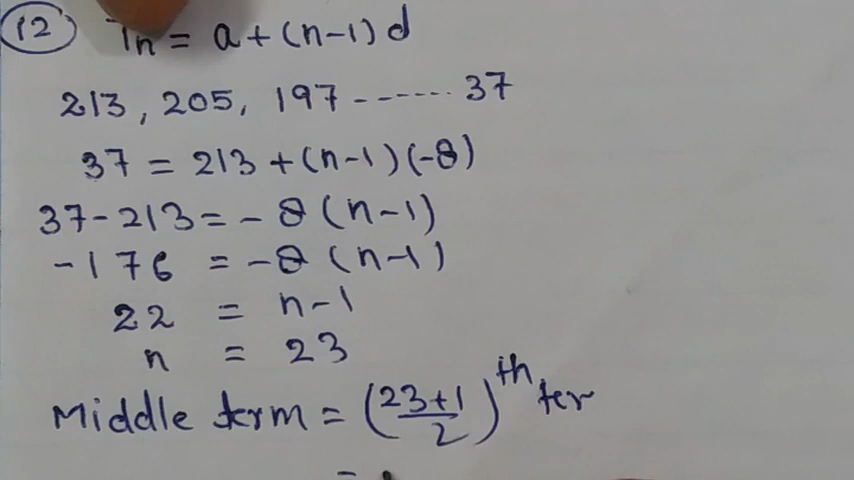 12 Tn = a + (n-1) d
213, 205, 197 ------ 37
37 = 213 + (n-1) (-8)
37 - 213 = -8 (n-1)
-176 = -8 (n-1)
22 = n-1
n = 23
Middle term = (23+1/2)th ter
=